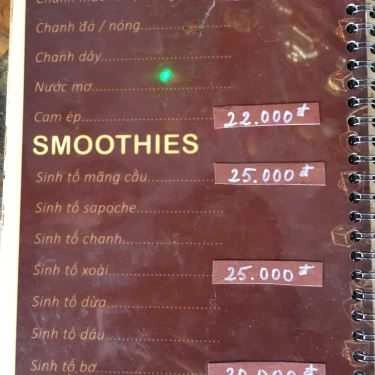 Chanh đá / nóng
Chanh dây
Nước mơ
Cam ép 22.000đ
SMOOTHIES
Sinh tố mãng cầu 25.000đ
Sinh tố sapoche
Sinh tố chanh
Sinh tố xoài 25.000đ
Sinh tố dừa
Sinh tố dâu
Sinh tố bơ